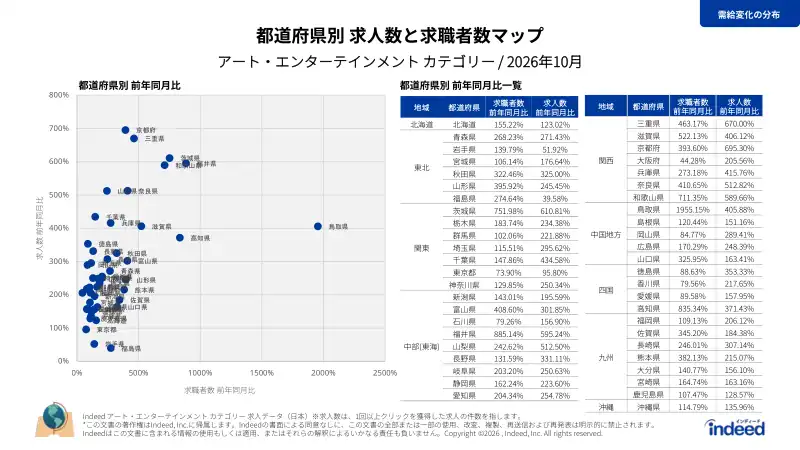 需給変化の分布
都道府県別 求人数と求職者数マップ
アート・エンターテインメント カテゴリー / 2026年10月
都道府県別 前年同月比
800%
700%
600%
500%
400%
300%
200%
100%
0%
求人数 前年同月比
0%
500%
1000%
1500%
2000%
2500%
求職者数 前年同月比
京都府
三重県
茨城県
福井県
奈良県
千葉県
兵庫県
滋賀県
鳥取県
高知県
徳島県
秋田県
富山県
青森県
山形県
熊本県
佐賀県
山口県
東京都
岩手県
福島県
都道府県別 前年同月比一覧
地域 都道府県 求職者数 前年同月比 求人数 前年同月比
北海道 北海道 155.22% 123.02%
東北 青森県 268.23% 271.43%
岩手県 139.79% 51.92%
宮城県 106.14% 176.64%
秋田県 322.46% 325.00%
山形県 395.92% 245.45%
福島県 274.64% 39.58%
関東 茨城県 751.98% 610.81%
栃木県 183.74% 234.38%
群馬県 102.06% 221.88%
埼玉県 115.51% 295.62%
千葉県 147.86% 434.58%
東京都 73.90% 95.80%
神奈川県 129.85% 250.34%
中部(東海) 新潟県 143.01% 195.59%
富山県 408.60% 301.85%
石川県 79.26% 156.90%
福井県 885.14% 595.24%
山梨県 242.62% 512.50%
長野県 131.59% 331.11%
岐阜県 203.20% 250.63%
静岡県 162.24% 223.60%
愛知県 204.34% 254.78%
地域 都道府県 求職者数 前年同月比 求人数 前年同月比
関西 三重県 463.17% 670.00%
滋賀県 522.13% 406.12%
京都府 393.60% 695.30%
大阪府 44.28% 205.56%
兵庫県 273.18% 415.76%
奈良県 410.65% 512.82%
和歌山県 711.35% 589.66%
中国地方 鳥取県 1955.15% 405.88%
島根県 120.44% 151.16%
岡山県 84.77% 289.41%
広島県 170.29% 248.39%
山口県 325.95% 163.41%
四国 徳島県 88.63% 353.33%
香川県 79.56% 217.65%
愛媛県 89.58% 157.95%
高知県 835.34% 371.43%
九州 福岡県 109.13% 206.12%
佐賀県 345.20% 184.38%
長崎県 246.01% 307.14%
熊本県 382.13% 215.07%
大分県 140.77% 156.10%
宮崎県 164.74% 163.16%
鹿児島県 107.47% 128.57%
沖縄 沖縄県 114.79% 135.96%
Indeed アート・エンターテインメント カテゴリー 求人データ（日本）※求人数は、1回以上クリックを獲得した求人の件数を指します。
*この文書の著作権はIndeed, Inc.に帰属します。Indeedの書面による同意なしに、この文書の全部または一部の使用、改変、複製、再送信および再発表は明示的に禁止されます。
Indeedはこの文書に含まれる情報の使用もしくは適用、またはそれらの解釈によるいかなる責任も負いません。Copyright ©2026 , Indeed, Inc. All rights reserved.
インディード
indeed